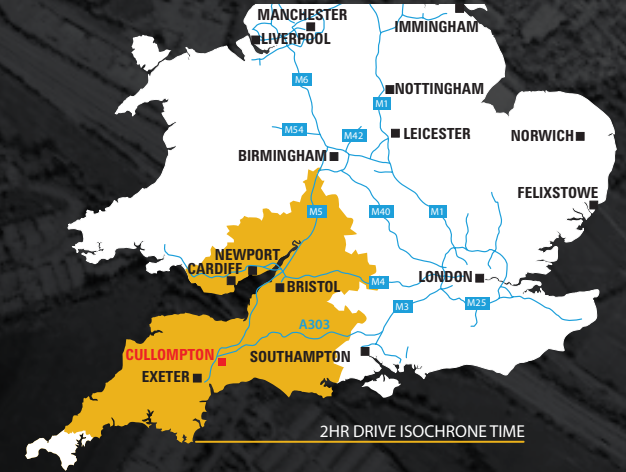 MANCHESTER
IMMINGHAM
LIVERPOOL
M6
NOTTINGHAM
M1
M54
M42
LEICESTER
NORWICH
BIRMINGHAM
FELIXSTOWE
M5
M40
M1
NEWPORT
CARDIFF
BRISTOL
M4
LONDON
M3
M25
A303
CULLOMPTON
SOUTHAMPTON
EXETER
2HR DRIVE ISOCHRONE TIME